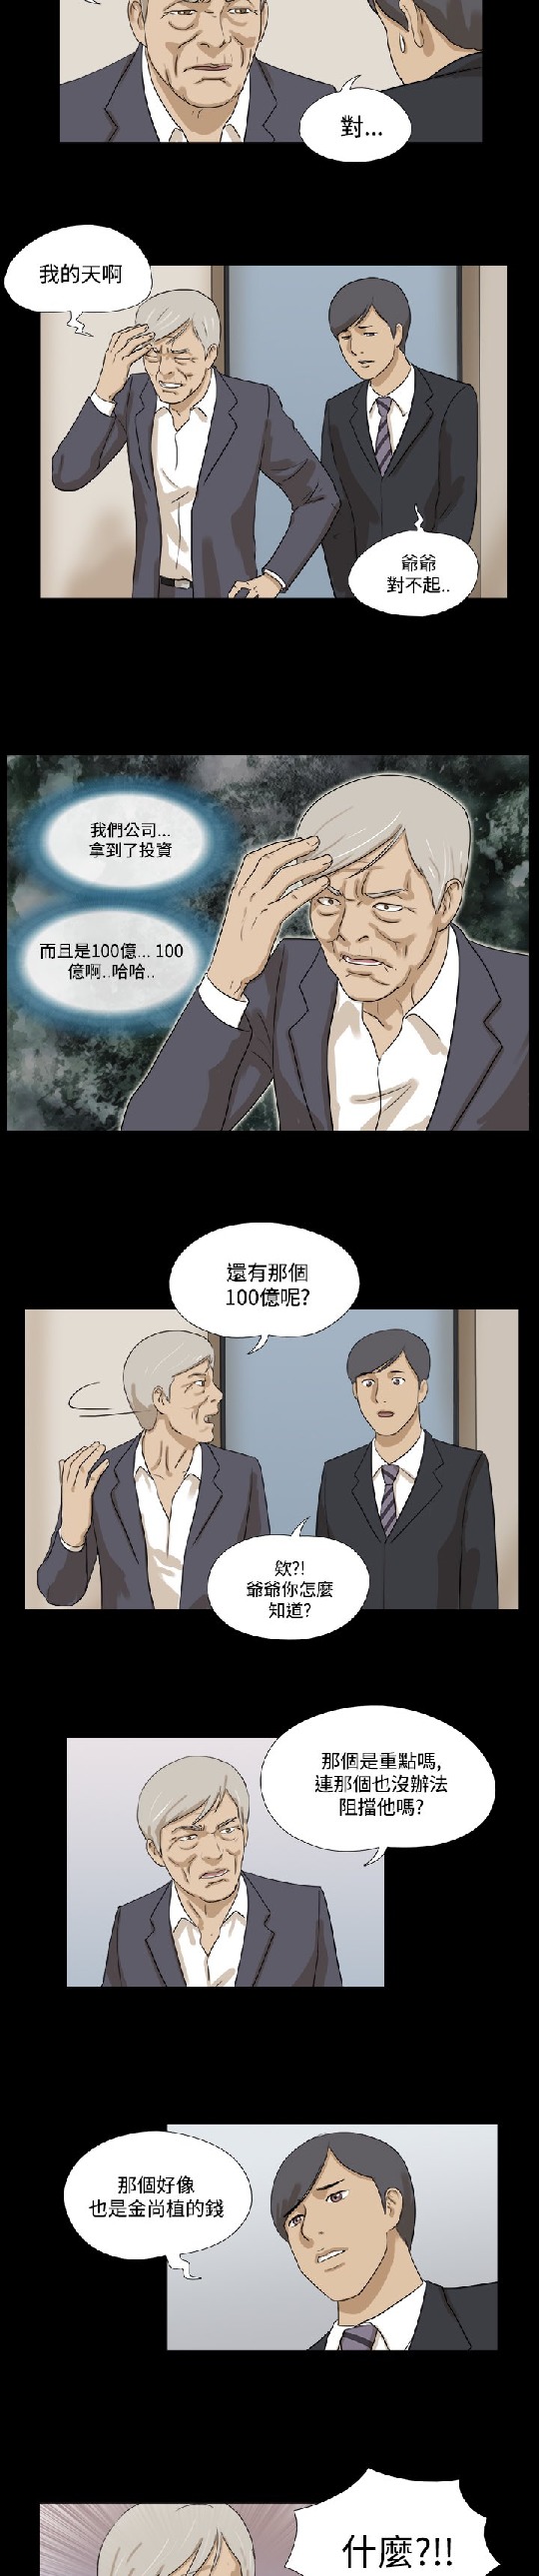 對...
我的天啊
爺爺
對不起..
我們公司...
拿到了投資
而且是100億... 100
億啊..哈哈..
還有那個
100億呢?
欸?!
爺爺你怎麼
知道?
那個是重點嗎,
連那個也沒辦法
阻擋他嗎?
那個好像
也是金尚植的錢
什麼?!!